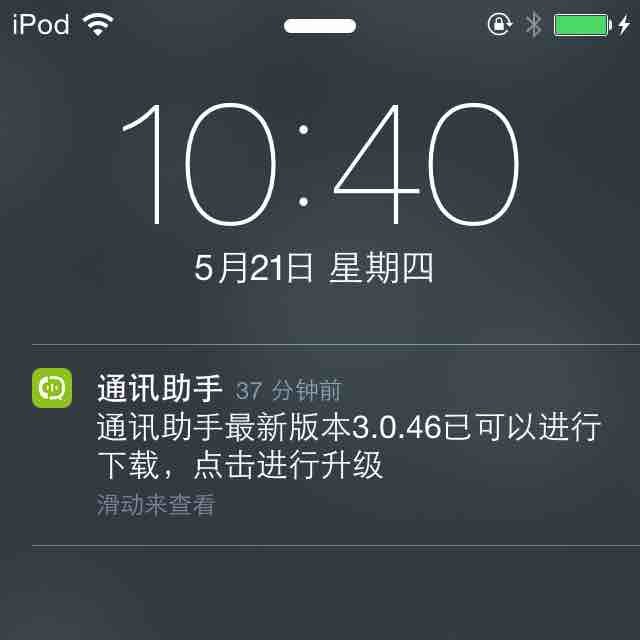 iPod
10:40
5月21日 星期四
通讯助手 37 分钟前
通讯助手最新版本3.0.46已可以进行
下载，点击进行升级
滑动来查看